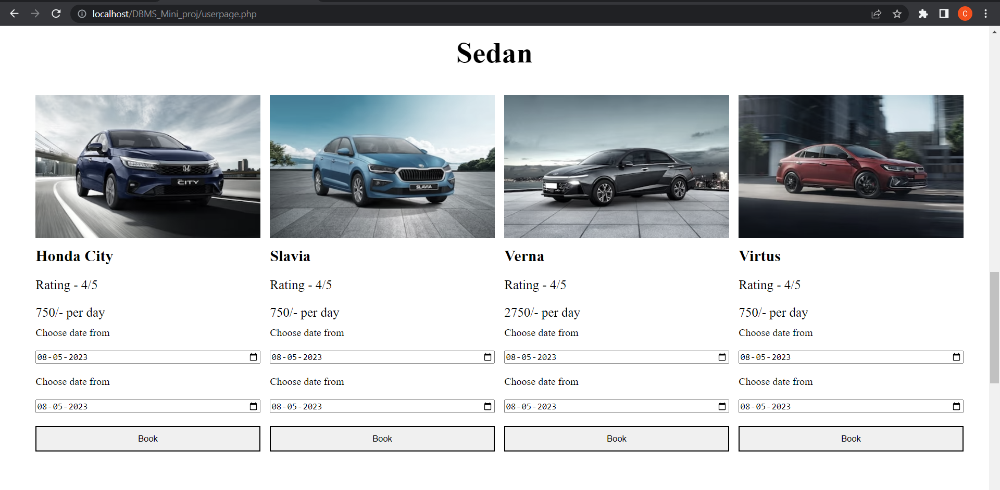 localhost/DBMS_Mini_proj/userpage.php
C
Sedan
CITY
SLAVIA
Honda City
Slavia
Verna
Virtus
Rating - 4/5
Rating - 4/5
Rating - 4/5
Rating - 4/5
750/- per day
750/- per day
2750/- per day
750/- per day
Choose date from
Choose date from
Choose date from
Choose date from
08-05-2023
08-05-2023
08-05-2023
08-05-2023
Choose date from
Choose date from
Choose date from
Choose date from
08-05-2023
08-05-2023
08-05-2023
08-05-2023
Book
Book
Book
Book